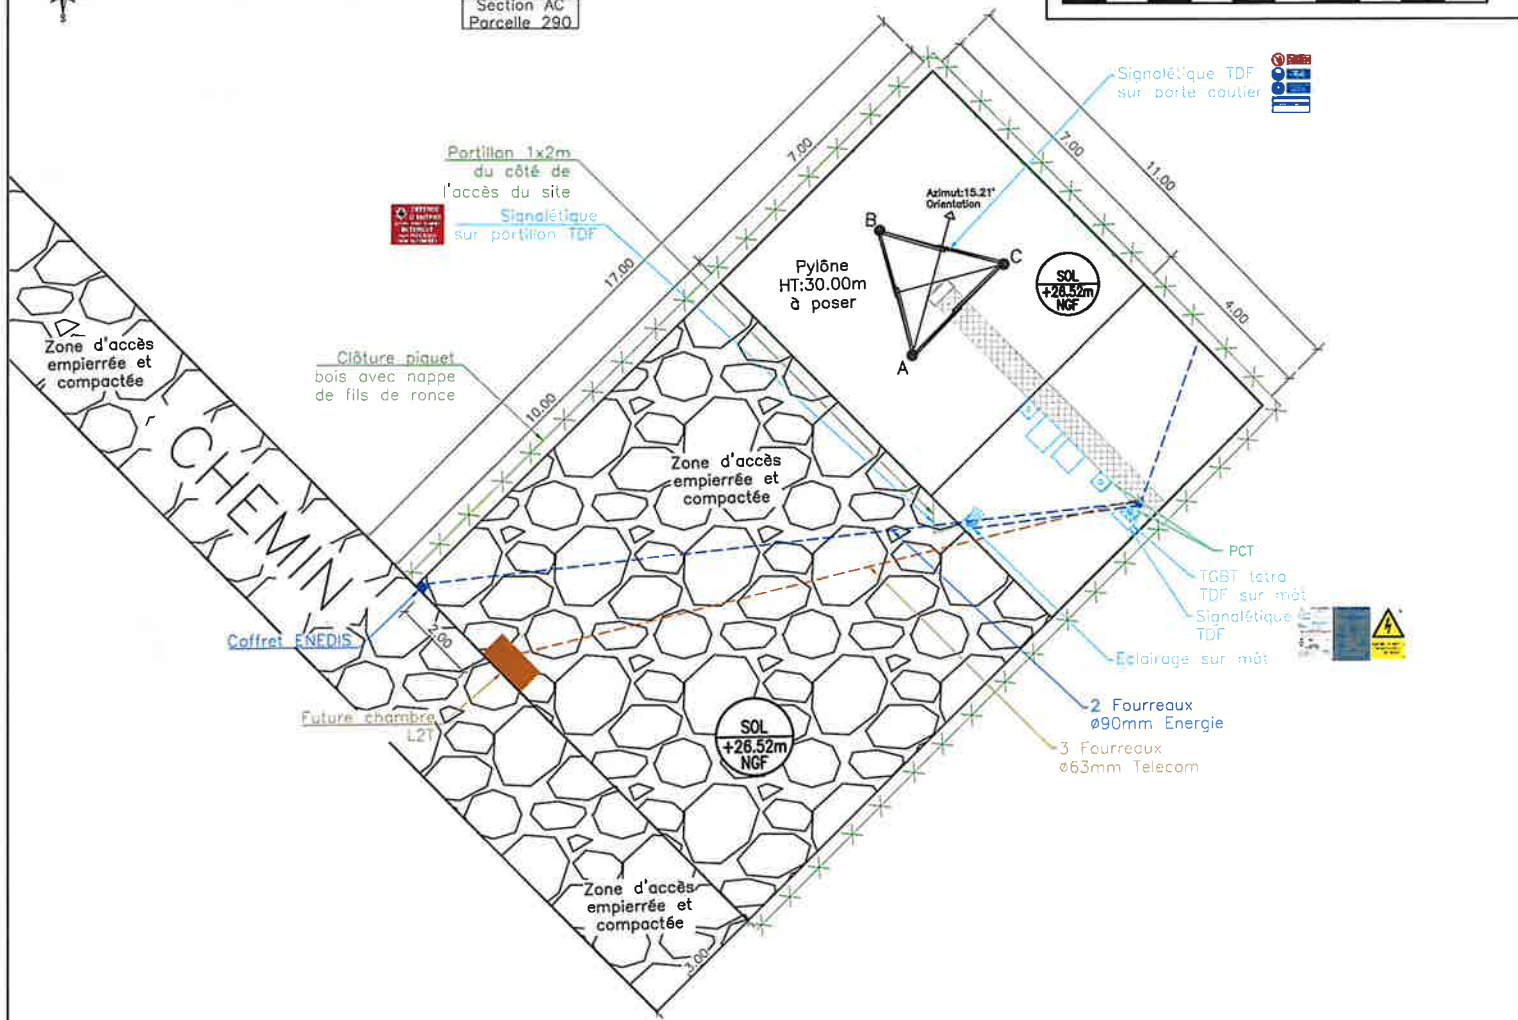 S
Section AC
Parcelle 290
Signalétique TDF
sur porte cautier
7.00
7.00
11.00
Portillon 1x2m
du côté de
l'accès du site
Signalétique
sur portillon TDF
Azimut:15.21°
Orientation
B
C
A
Pylône
HT:30.00m
à poser
SOL
+26.52m
NGF
17.00
4.00
Zone d'accès
empierrée et
compactée
Clôture piquet
bois avec nappe
de fils de ronce
10.00
CHEMIN
Zone d'accès
empierrée et
compactée
PCT
TGBT tetra
TDF sur mât
Signalétique
TDF
Coffret ENEDIS
2.00
Eclairage sur mât
Future chambre
L2T
2 Fourreaux
ø90mm Energie
3 Fourreaux
ø63mm Telecom
SOL
+26.52m
NGF
Zone d'accès
empierrée et
compactée
3.00